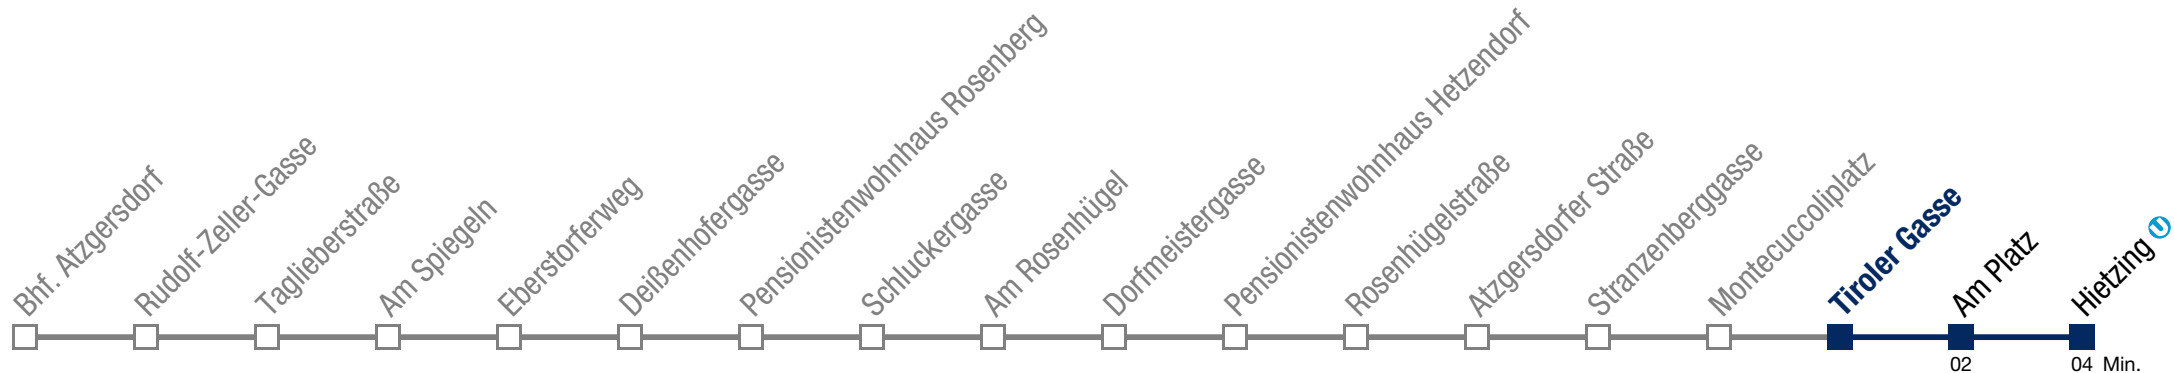 Bhf. Atzgersdorf
Rudolf-Zeller-Gasse
Taglieberstraße
Am Spiegeln
Eberstorferweg
Deißenhofergasse
Pensionistenwohnhaus Rosenberg
Schluckergasse
Am Rosenhügel
Dorfmeistergasse
Pensionistenwohnhaus Hetzendorf
Rosenhügelstraße
Atzgersdorfer Straße
Stranzenberggasse
Montecuccoliplatz
Tiroler Gasse
Am Platz
Hietzing U
02
04 Min.